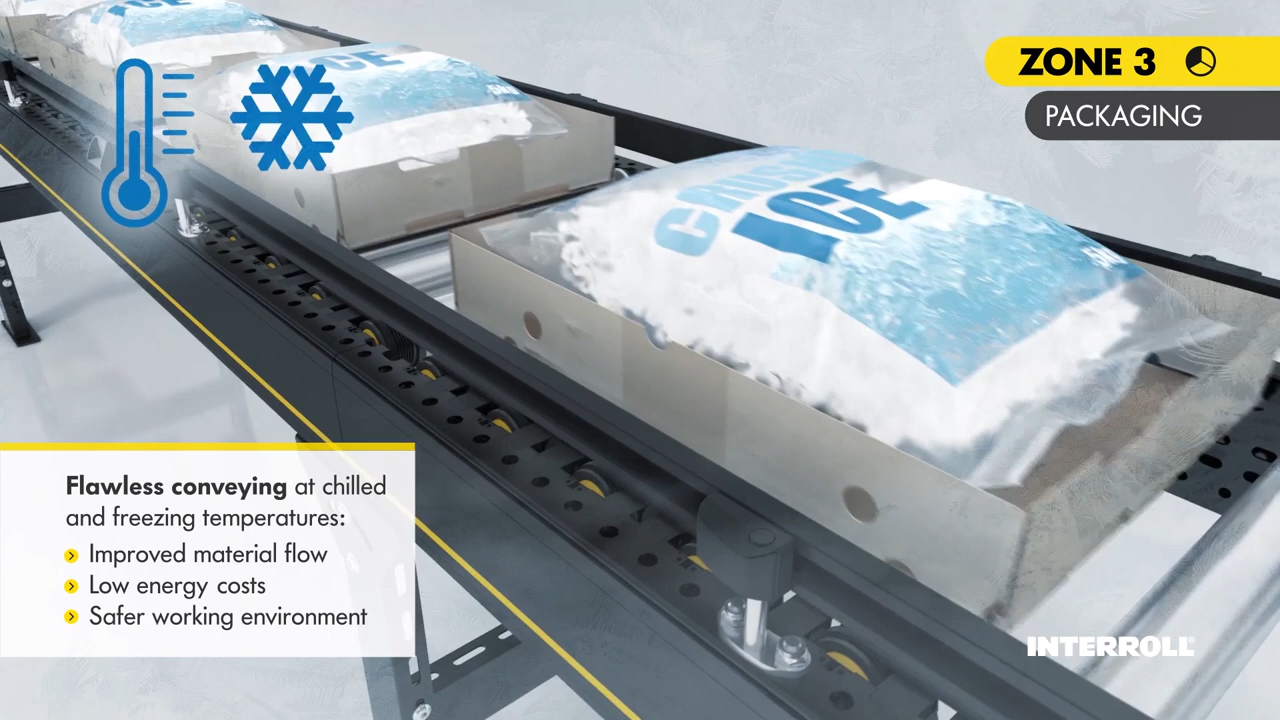 ZONE 3
PACKAGING
ICE
ICE
Flawless conveying at chilled
and freezing temperatures:
Improved material flow
Low energy costs
Safer working environment
INTERROLL®